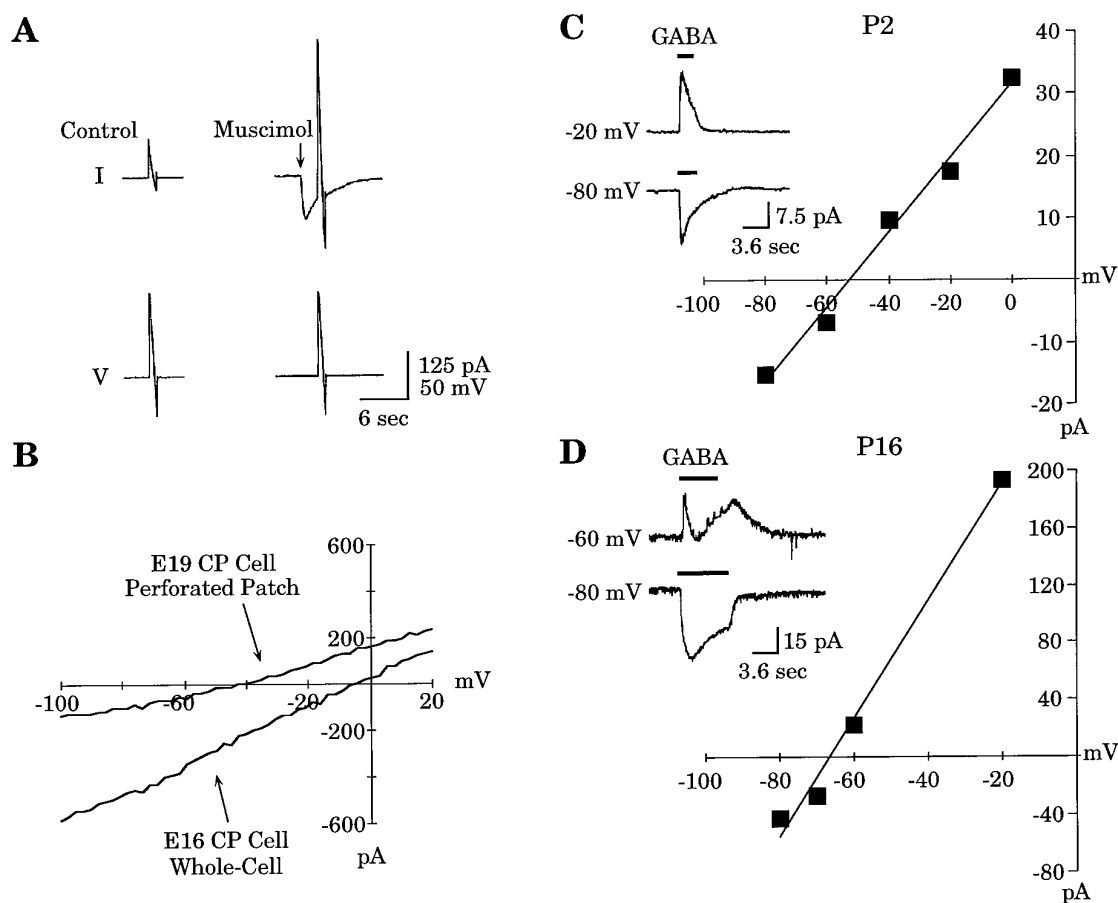 A
Control
Muscimol
I
V
125 pA
50 mV
6 sec
B
E19 CP Cell
Perforated Patch
600
200
-200
-600
pA
-100
-60
-20
20
mV
E16 CP Cell
Whole-Cell
C
P2
GABA
-20 mV
-80 mV
7.5 pA
3.6 sec
40
30
20
10
-10
-20
pA
-100
-80
-60
-40
-20
0
mV
D
P16
GABA
-60 mV
-80 mV
15 pA
3.6 sec
200
160
120
80
40
-40
-80
pA
-100
-80
-60
-40
-20
mV